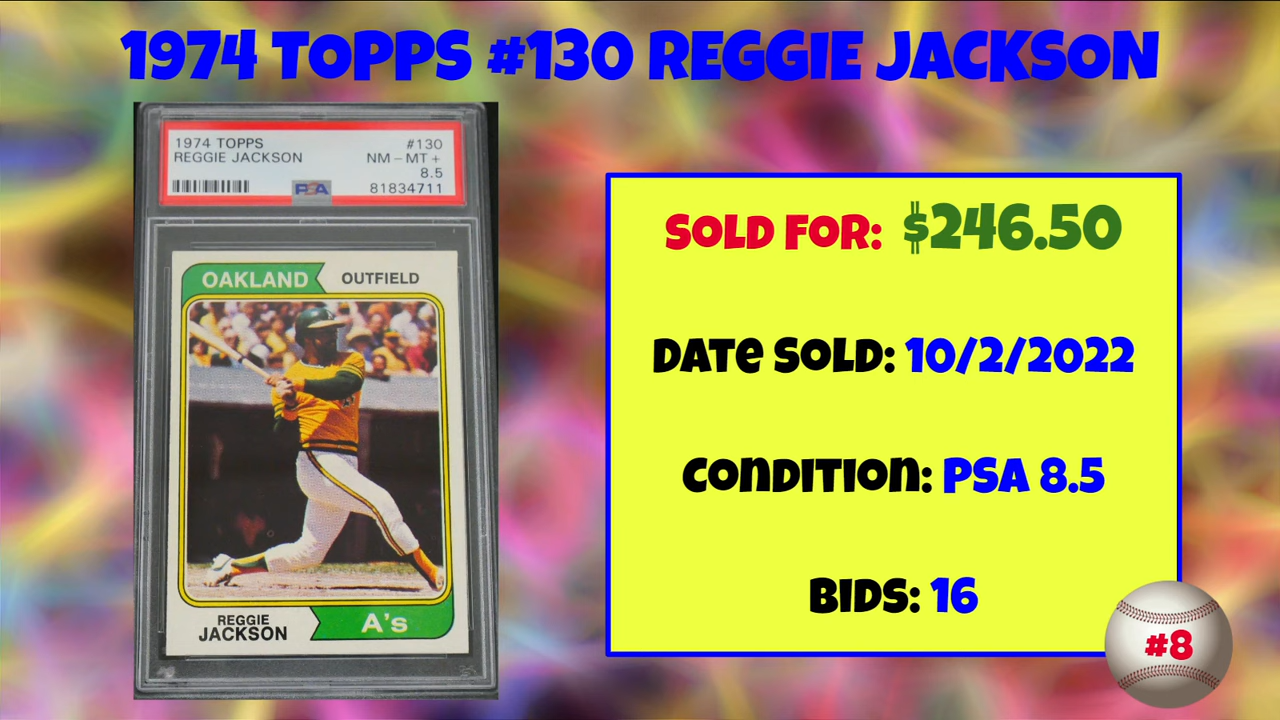 1974 TOPPS #130 REGGIE JACKSON
1974 TOPPS #130
REGGIE JACKSON NM - MT +
8.5
PSA 81834711
OAKLAND OUTFIELD
REGGIE
JACKSON
A's
SOLD FOR: $246.50
DATE SOLD: 10/2/2022
CONDITION: PSA 8.5
BIDS: 16
#8